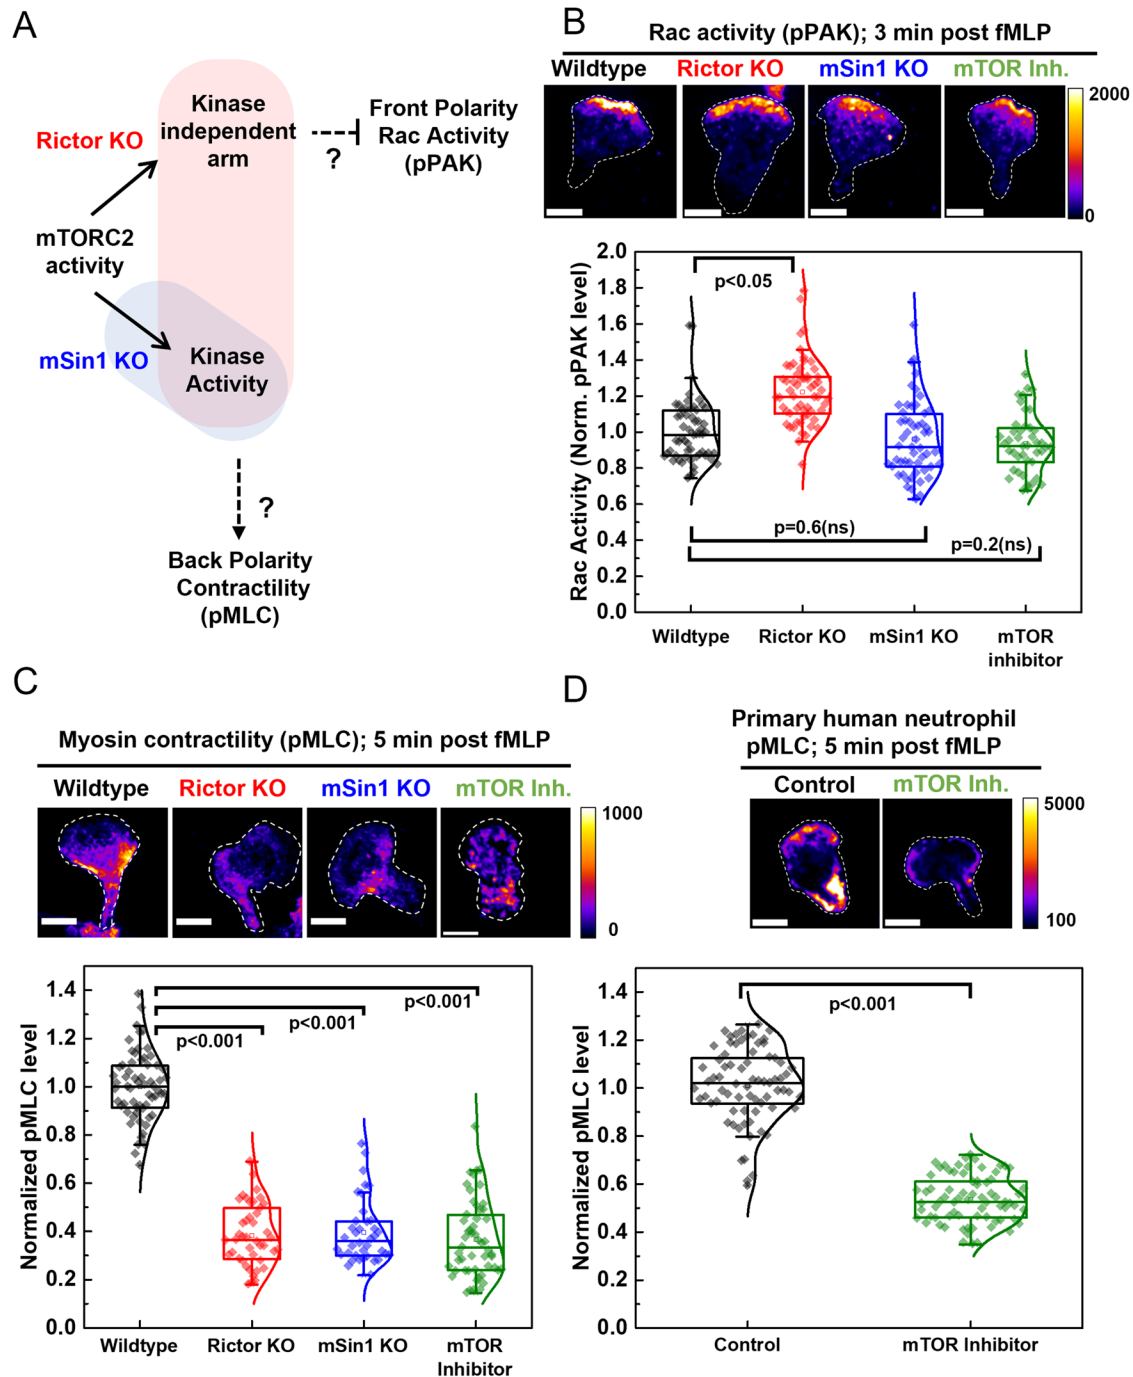 A
Rictor KO
Kinase
independent
arm
?
Front Polarity
Rac Activity
(pPAK)
mTORC2
activity
mSin1 KO
Kinase
Activity
?
Back Polarity
Contractility
(pMLC)
B
Rac activity (pPAK); 3 min post fMLP
Wildtype Rictor KO mSin1 KO mTOR Inh.
2000
0
Rac Activity (Norm. pPAK level)
2.0
1.8
1.6
1.4
1.2
1.0
0.8
0.6
0.4
0.2
0.0
p<0.05
p=0.6(ns)
p=0.2(ns)
Wildtype Rictor KO mSin1 KO mTOR
inhibitor
C
Myosin contractility (pMLC); 5 min post fMLP
Wildtype Rictor KO mSin1 KO mTOR Inh.
1000
0
Normalized pMLC level
1.4
1.2
1.0
0.8
0.6
0.4
0.2
0.0
p<0.001
p<0.001
p<0.001
Wildtype Rictor KO mSin1 KO mTOR
Inhibitor
D
Primary human neutrophil
pMLC; 5 min post fMLP
Control mTOR Inh.
5000
100
Normalized pMLC level
1.4
1.2
1.0
0.8
0.6
0.4
0.2
0.0
p<0.001
Control mTOR Inhibitor